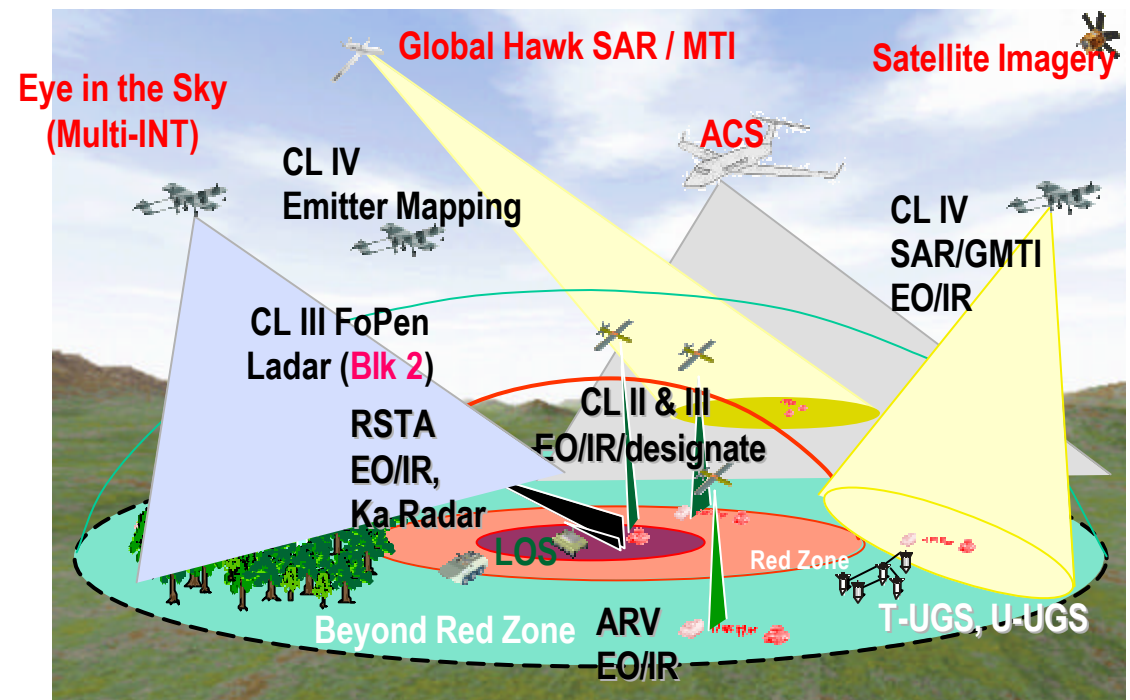 Global Hawk SAR / MTI
Satellite Imagery
Eye in the Sky
(Multi-INT)
ACS
CL IV
Emitter Mapping
CL IV
SAR/GMTI
EO/IR
CL III FoPen
Ladar (Blk 2)
CL II & III
EO/IR/designate
RSTA
EO/IR,
Ka Radar
LOS
Red Zone
Beyond Red Zone
ARV
EO/IR
T-UGS, U-UGS